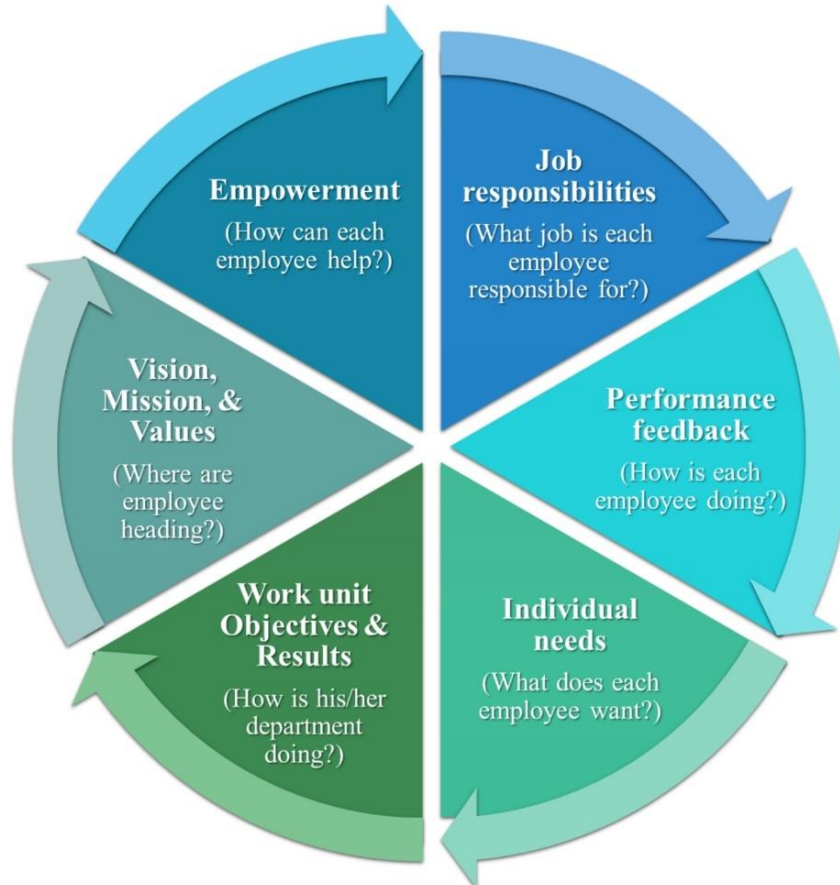 Empowerment
(How can each
employee help?)
Job
responsibilities
(What job is each
employee
responsible for?)
Performance
feedback
(How is each
employee doing?)
Individual
needs
(What does each
employee want?)
Work unit
Objectives &
Results
(How is his/her
department
doing?)
Vision,
Mission, &
Values
(Where are
employee
heading?)